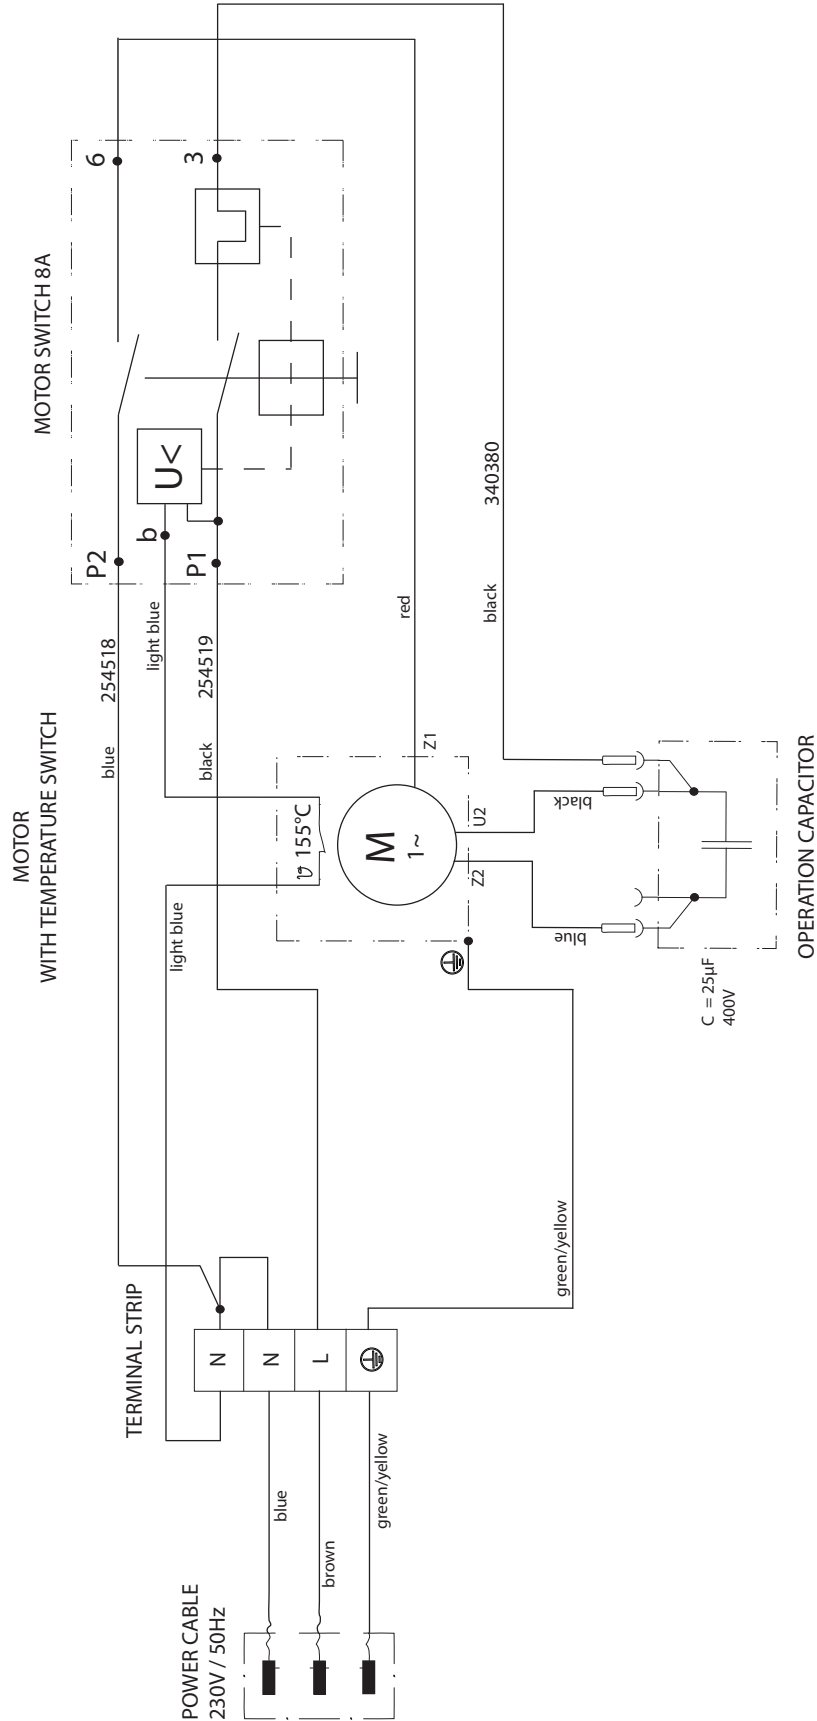 POWER CABLE
230V / 50Hz
blue
brown
green/yellow
TERMINAL STRIP
N
N
L
green/yellow
MOTOR
WITH TEMPERATURE SWITCH
light blue
blue
254518
light blue
black
254519
ϑ 155°C
M
1~
Z1
U2
Z2
red
MOTOR SWITCH 8A
P2
b
P1
U<
6
3
black
340380
black
blue
C = 25µF
400V
OPERATION CAPACITOR